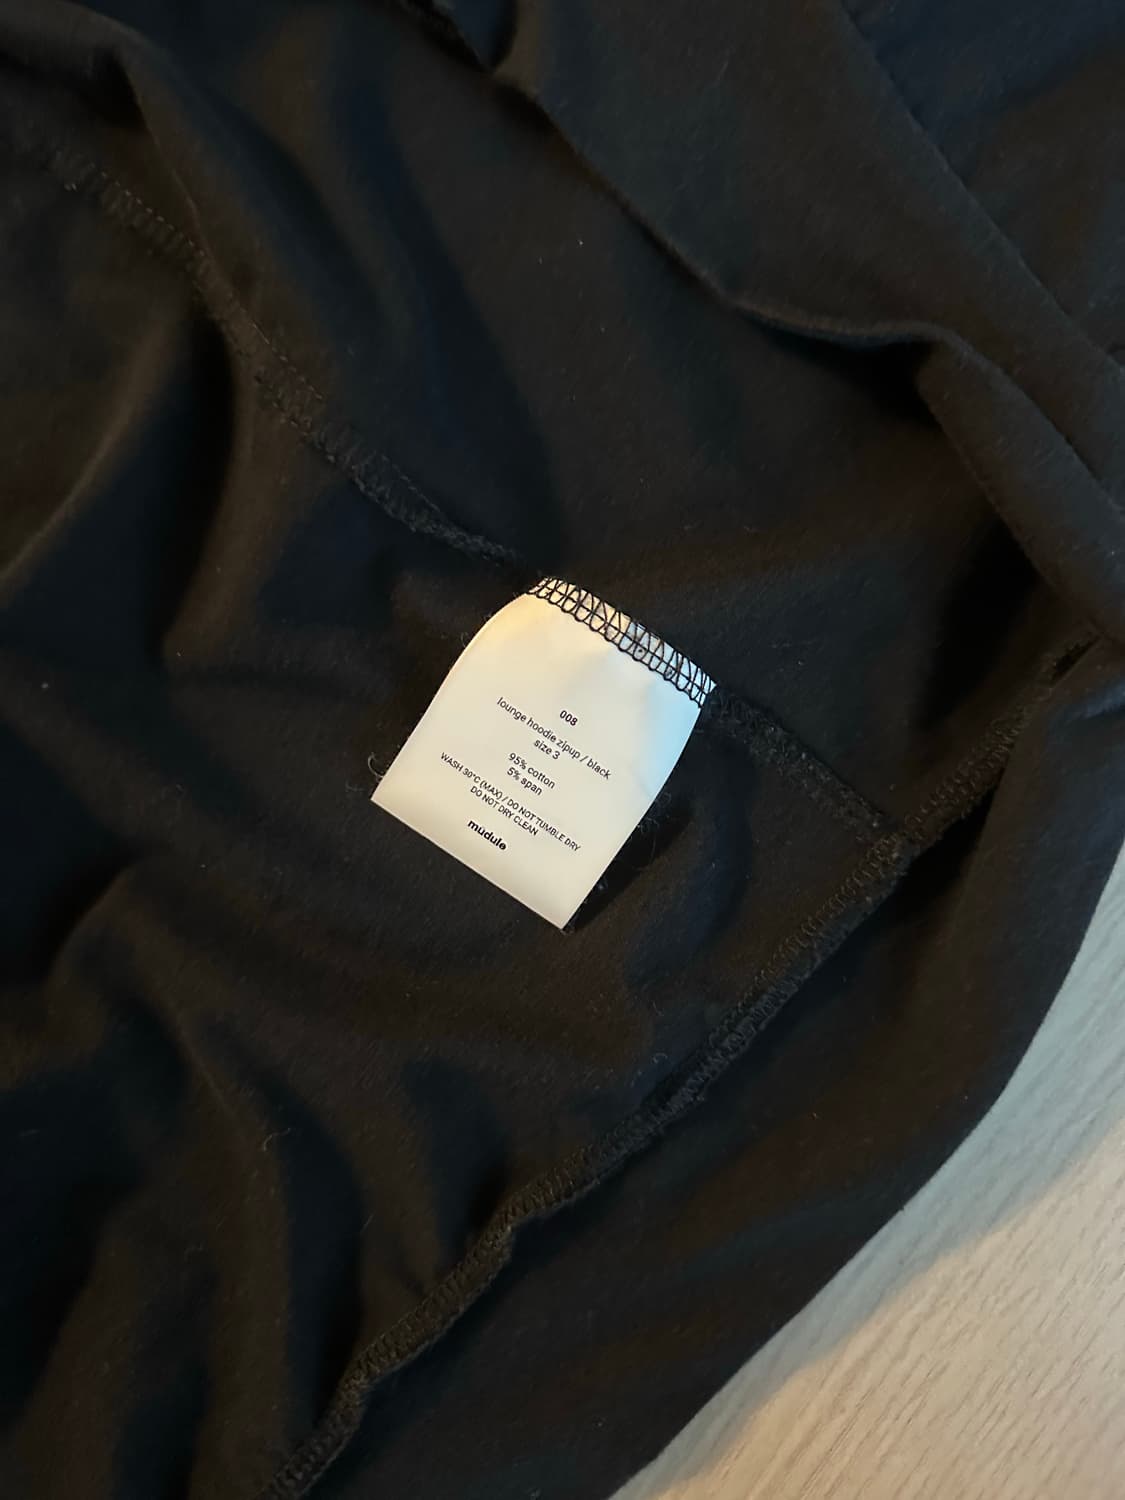 008
lounge hoodie zipup / black
size 3
95% cotton
5% span
WASH 30°C (MAX) / DO NOT TUMBLE DRY
DO NOT DRY CLEAN
mudule